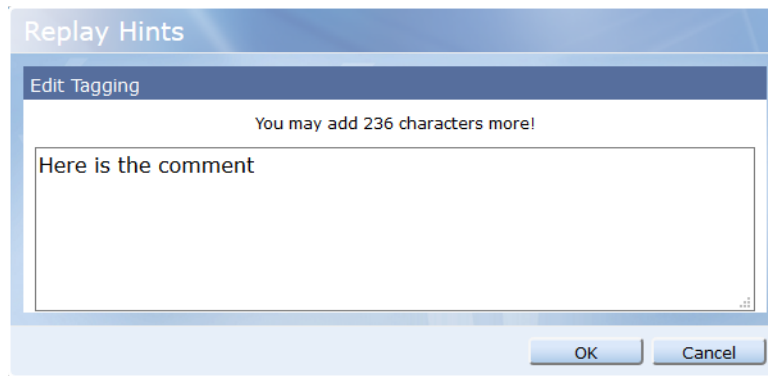 Replay Hints
Edit Tagging
You may add 236 characters more!
Here is the comment
OK Cancel